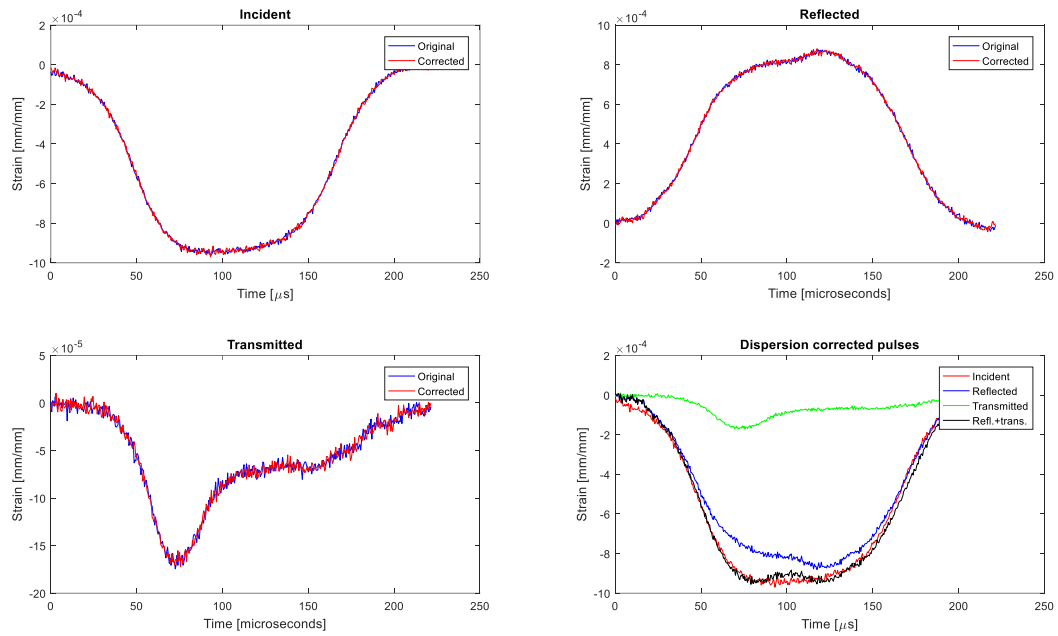 Incident
×10⁻⁴
2
0
-2
-4
-6
-8
-10
0 50 100 150 200 250
Strain [mm/mm]
Time [μs]
Original
Corrected
Reflected
×10⁻⁴
10
8
6
4
2
0
-2
0 50 100 150 200 250
Strain [mm/mm]
Time [microseconds]
Original
Corrected
Transmitted
×10⁻⁵
5
0
-5
-10
-15
-20
0 50 100 150 200 250
Strain [mm/mm]
Time [microseconds]
Original
Corrected
Dispersion corrected pulses
×10⁻⁴
2
0
-2
-4
-6
-8
-10
0 50 100 150 200 250
Strain [mm/mm]
Time [μs]
Incident
Reflected
Transmitted
Refl.+trans.